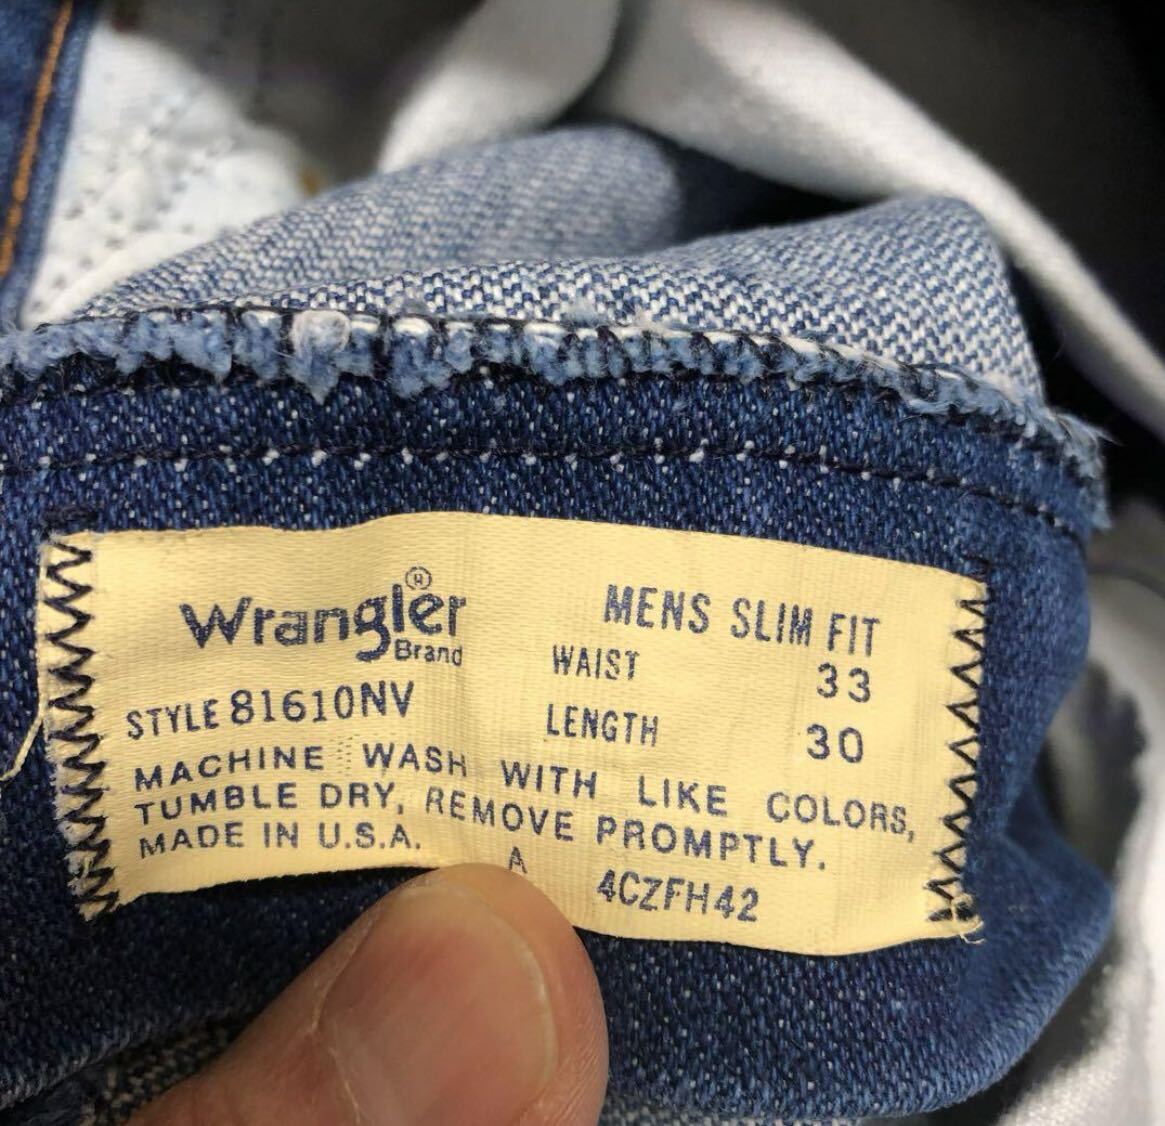 Wrangler®
Brand
STYLE 81610NV
MENS SLIM FIT
WAIST 33
LENGTH 30
MACHINE WASH WITH LIKE COLORS,
TUMBLE DRY, REMOVE PROMPTLY.
MADE IN U.S.A.
A 4CZFH42